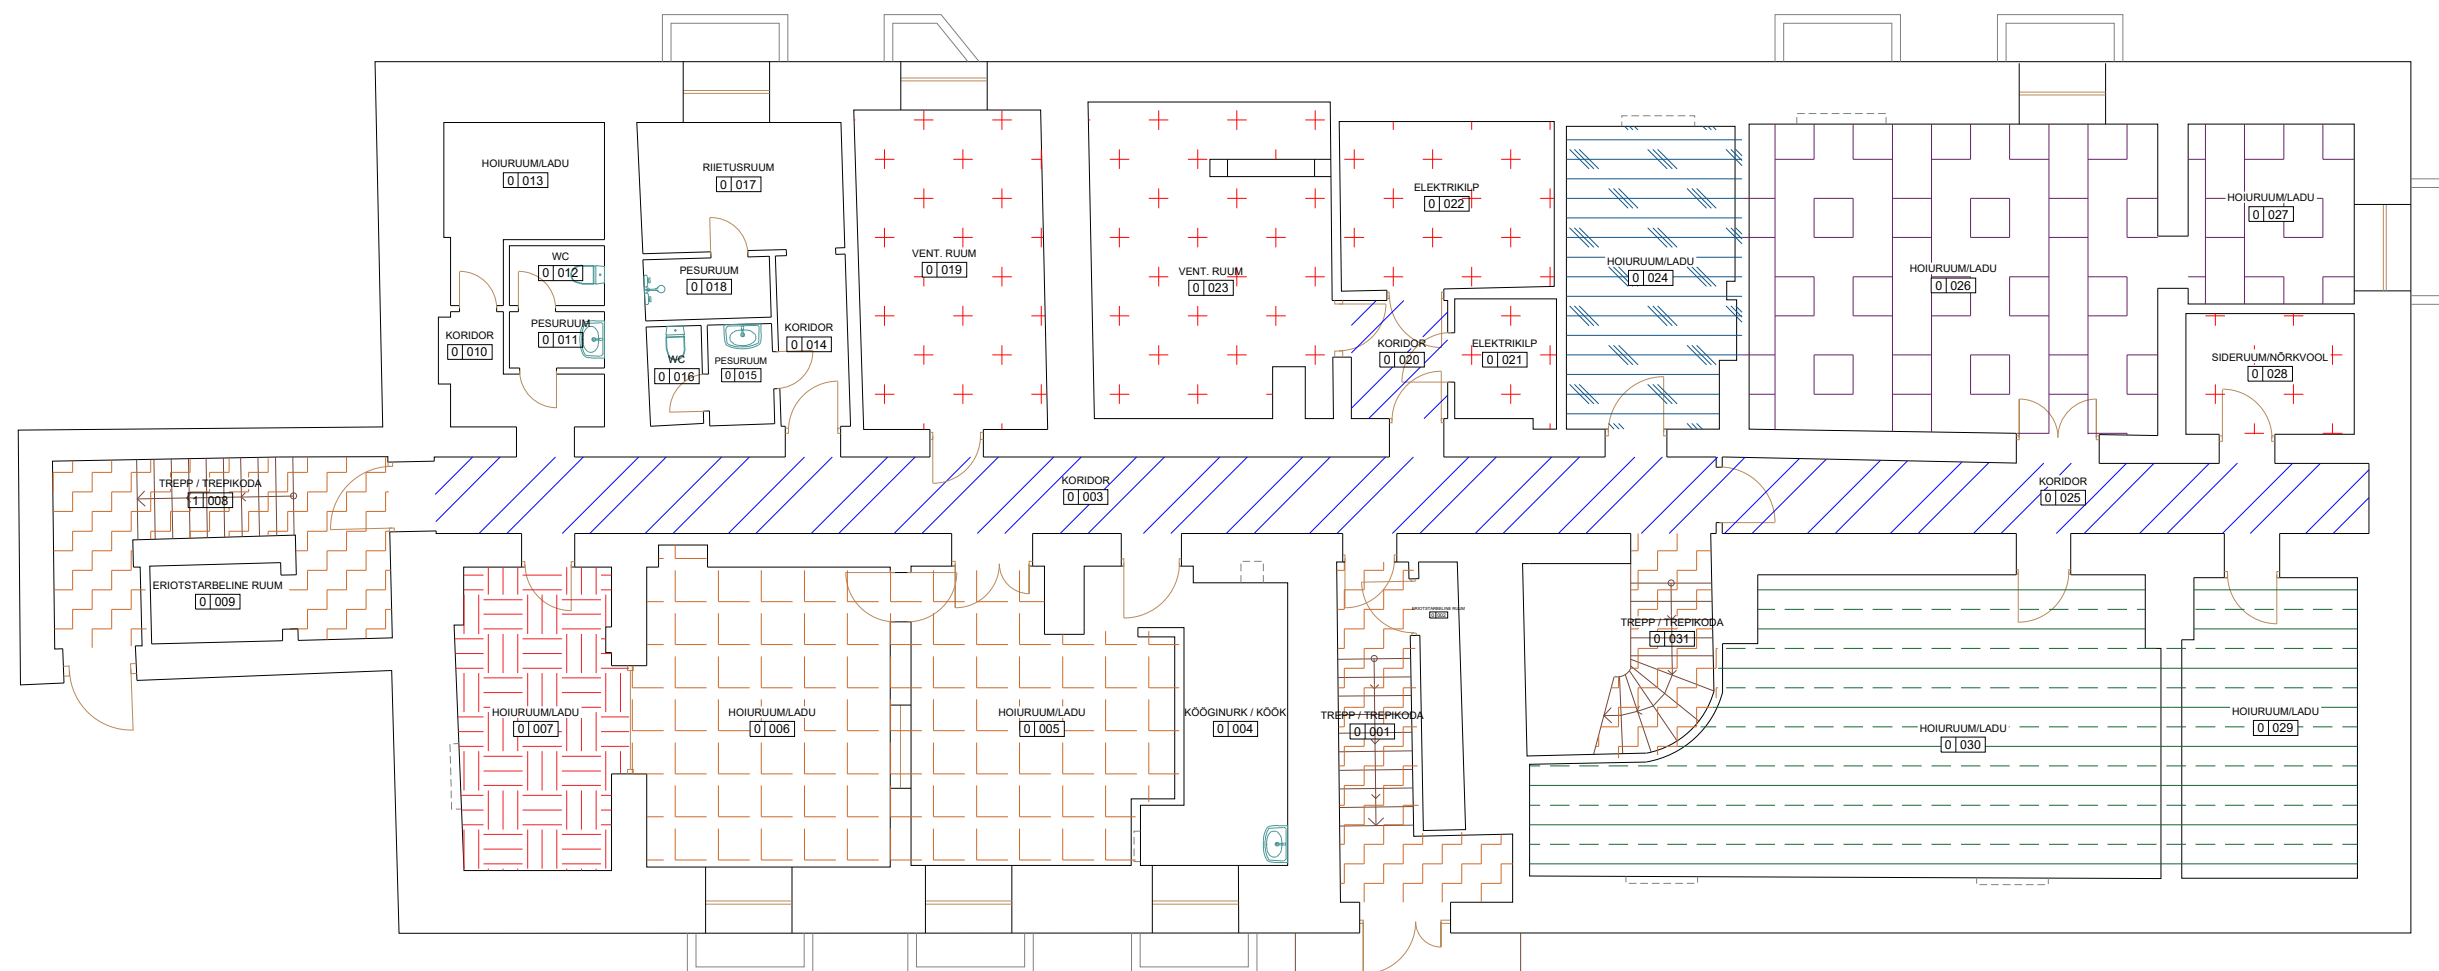 HOIURUUM/LADU
0 013
RIIETUSRUUM
0 017
WC
0 012
PESURUUM
0 018
VENT. RUUM
0 019
VENT. RUUM
0 023
ELEKTRIKILP
0 022
HOIURUUM/LADU
0 024
HOIURUUM/LADU
0 026
HOIURUUM/LADU
0 027
KORIDOR
0 010
PESURUUM
0 011
WC
0 016
PESURUUM
0 015
KORIDOR
0 014
KORIDOR
0 020
ELEKTRIKILP
0 021
SIDERUUM/NÕRKVOOL
0 028
TREPP / TREPIKODA
1 008
KORIDOR
0 003
KORIDOR
0 025
ERIOTSTARBELINE RUUM
0 009
ERIOTSTARBELINE RUUM
TREPP / TREPIKODA
0 031
HOIURUUM/LADU
0 007
HOIURUUM/LADU
0 006
HOIURUUM/LADU
0 005
KÖÖGINURK / KÖÖK
0 004
TREPP / TREPIKODA
0 001
HOIURUUM/LADU
0 030
HOIURUUM/LADU
0 029